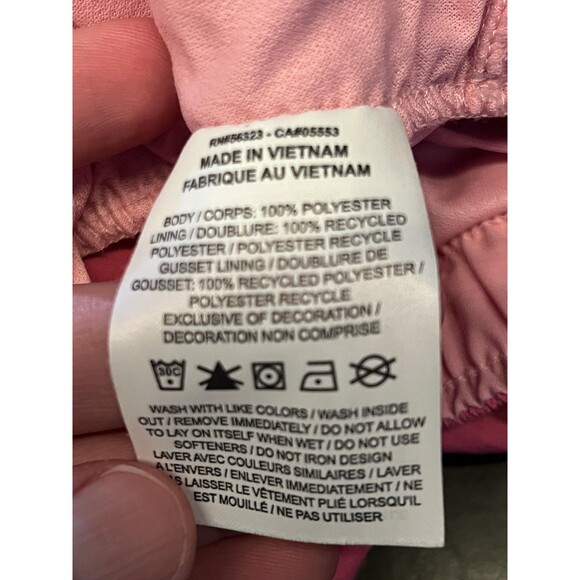 RN#56323 - CA#05553
MADE IN VIETNAM
FABRIQUE AU VIETNAM
BODY / CORPS: 100% POLYESTER
LINING / DOUBLURE: 100% RECYCLED
POLYESTER / POLYESTER RECYCLE
GUSSET LINING / DOUBLURE DE
GOUSSET: 100% RECYCLED POLYESTER /
POLYESTER RECYCLE
EXCLUSIVE OF DECORATION /
DECORATION NON COMPRISE
30C
WASH WITH LIKE COLORS / WASH INSIDE
OUT / REMOVE IMMEDIATELY / DO NOT ALLOW
TO LAY ON ITSELF WHEN WET / DO NOT USE
SOFTENERS / DO NOT IRON DESIGN
LAVER AVEC COULEURS SIMILAIRES / LAVER
A L'ENVERS / ENLEVER IMMEDIATEMENT / NE
PAS LAISSER LE VÊTEMENT PLIÉ LORSQU'IL
EST MOUILLÉ / NE PAS UTILISER